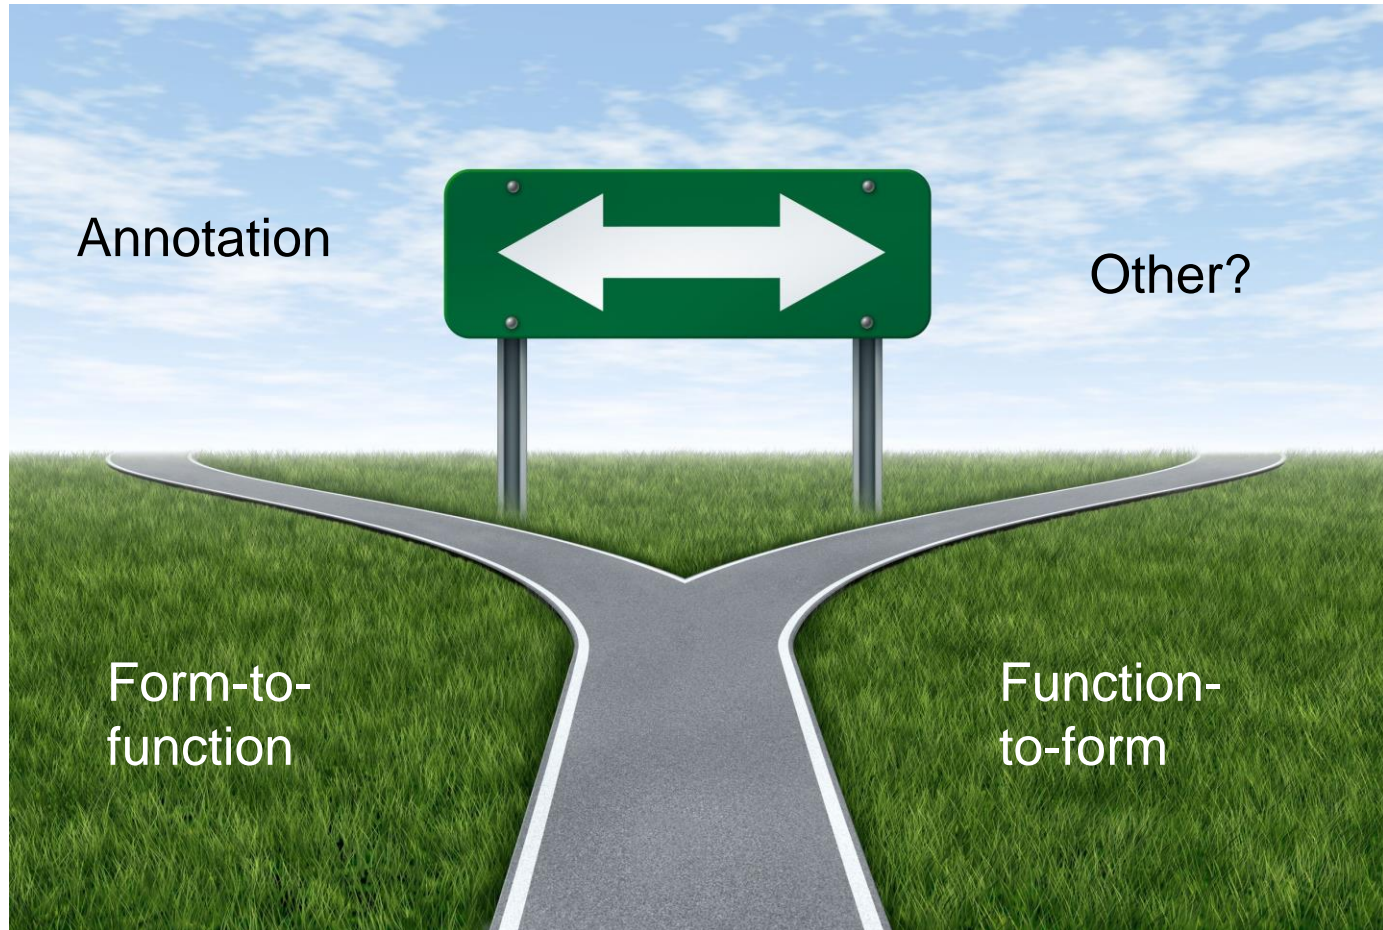 Annotation
Other?
Form-to-
function
Function-
to-form